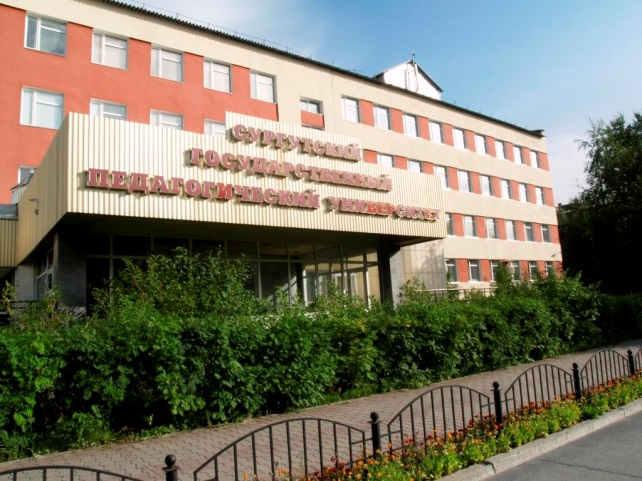 СУРГУТСКИЙ
ГОСУДАРСТВЕННЫЙ
ПЕДАГОГИЧЕСКИЙ УНИВЕРСИТЕТ